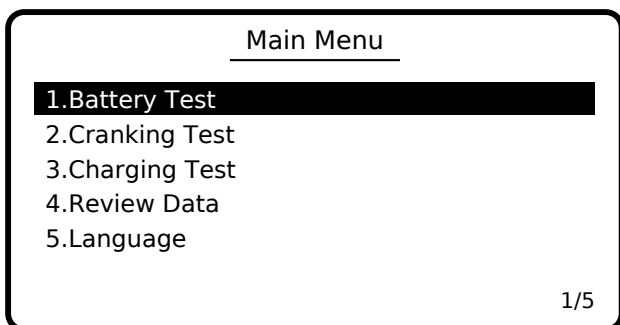 Main Menu
1.Battery Test
2.Cranking Test
3.Charging Test
4.Review Data
5.Language
1/5